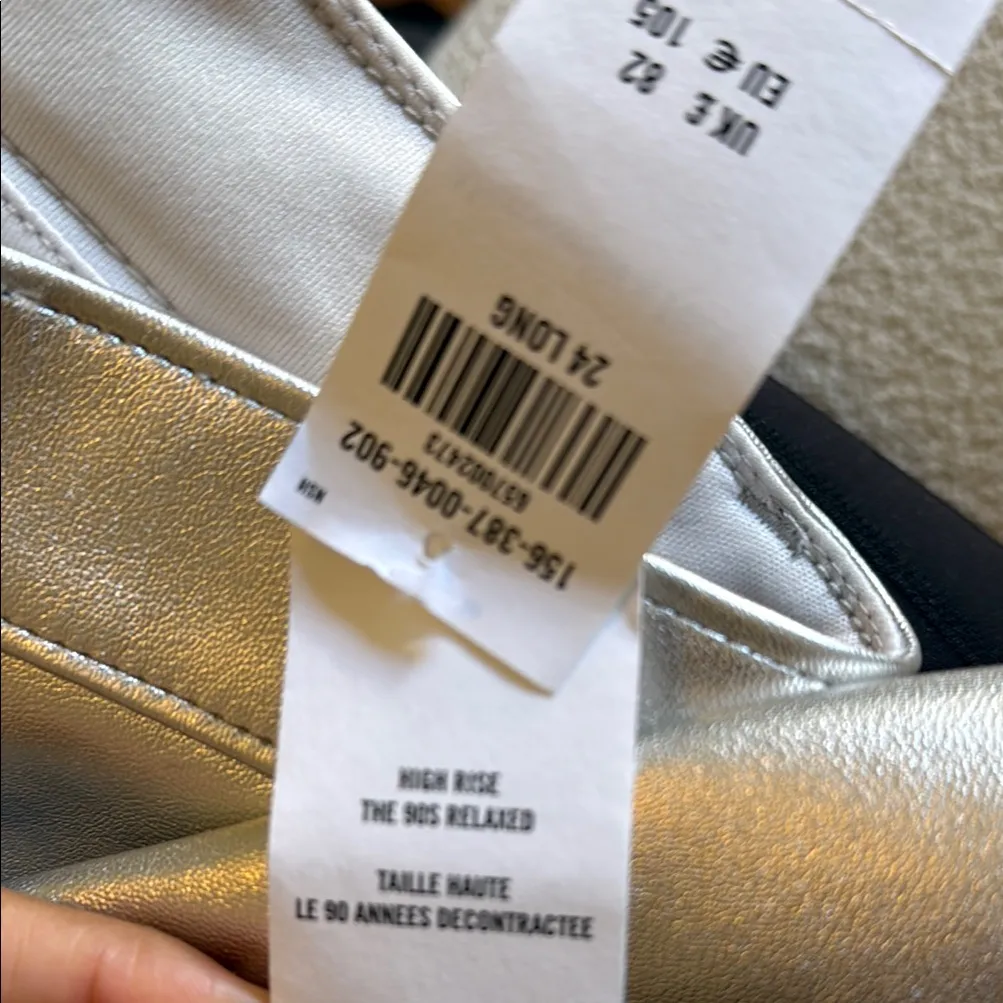 156-387-0046-902
657002473
24 LONG
UK £ 82
EU € 105
HIGH RISE
THE 90S RELAXED
TAILLE HAUTE
LE 90 ANNEES DECONTRACTEE